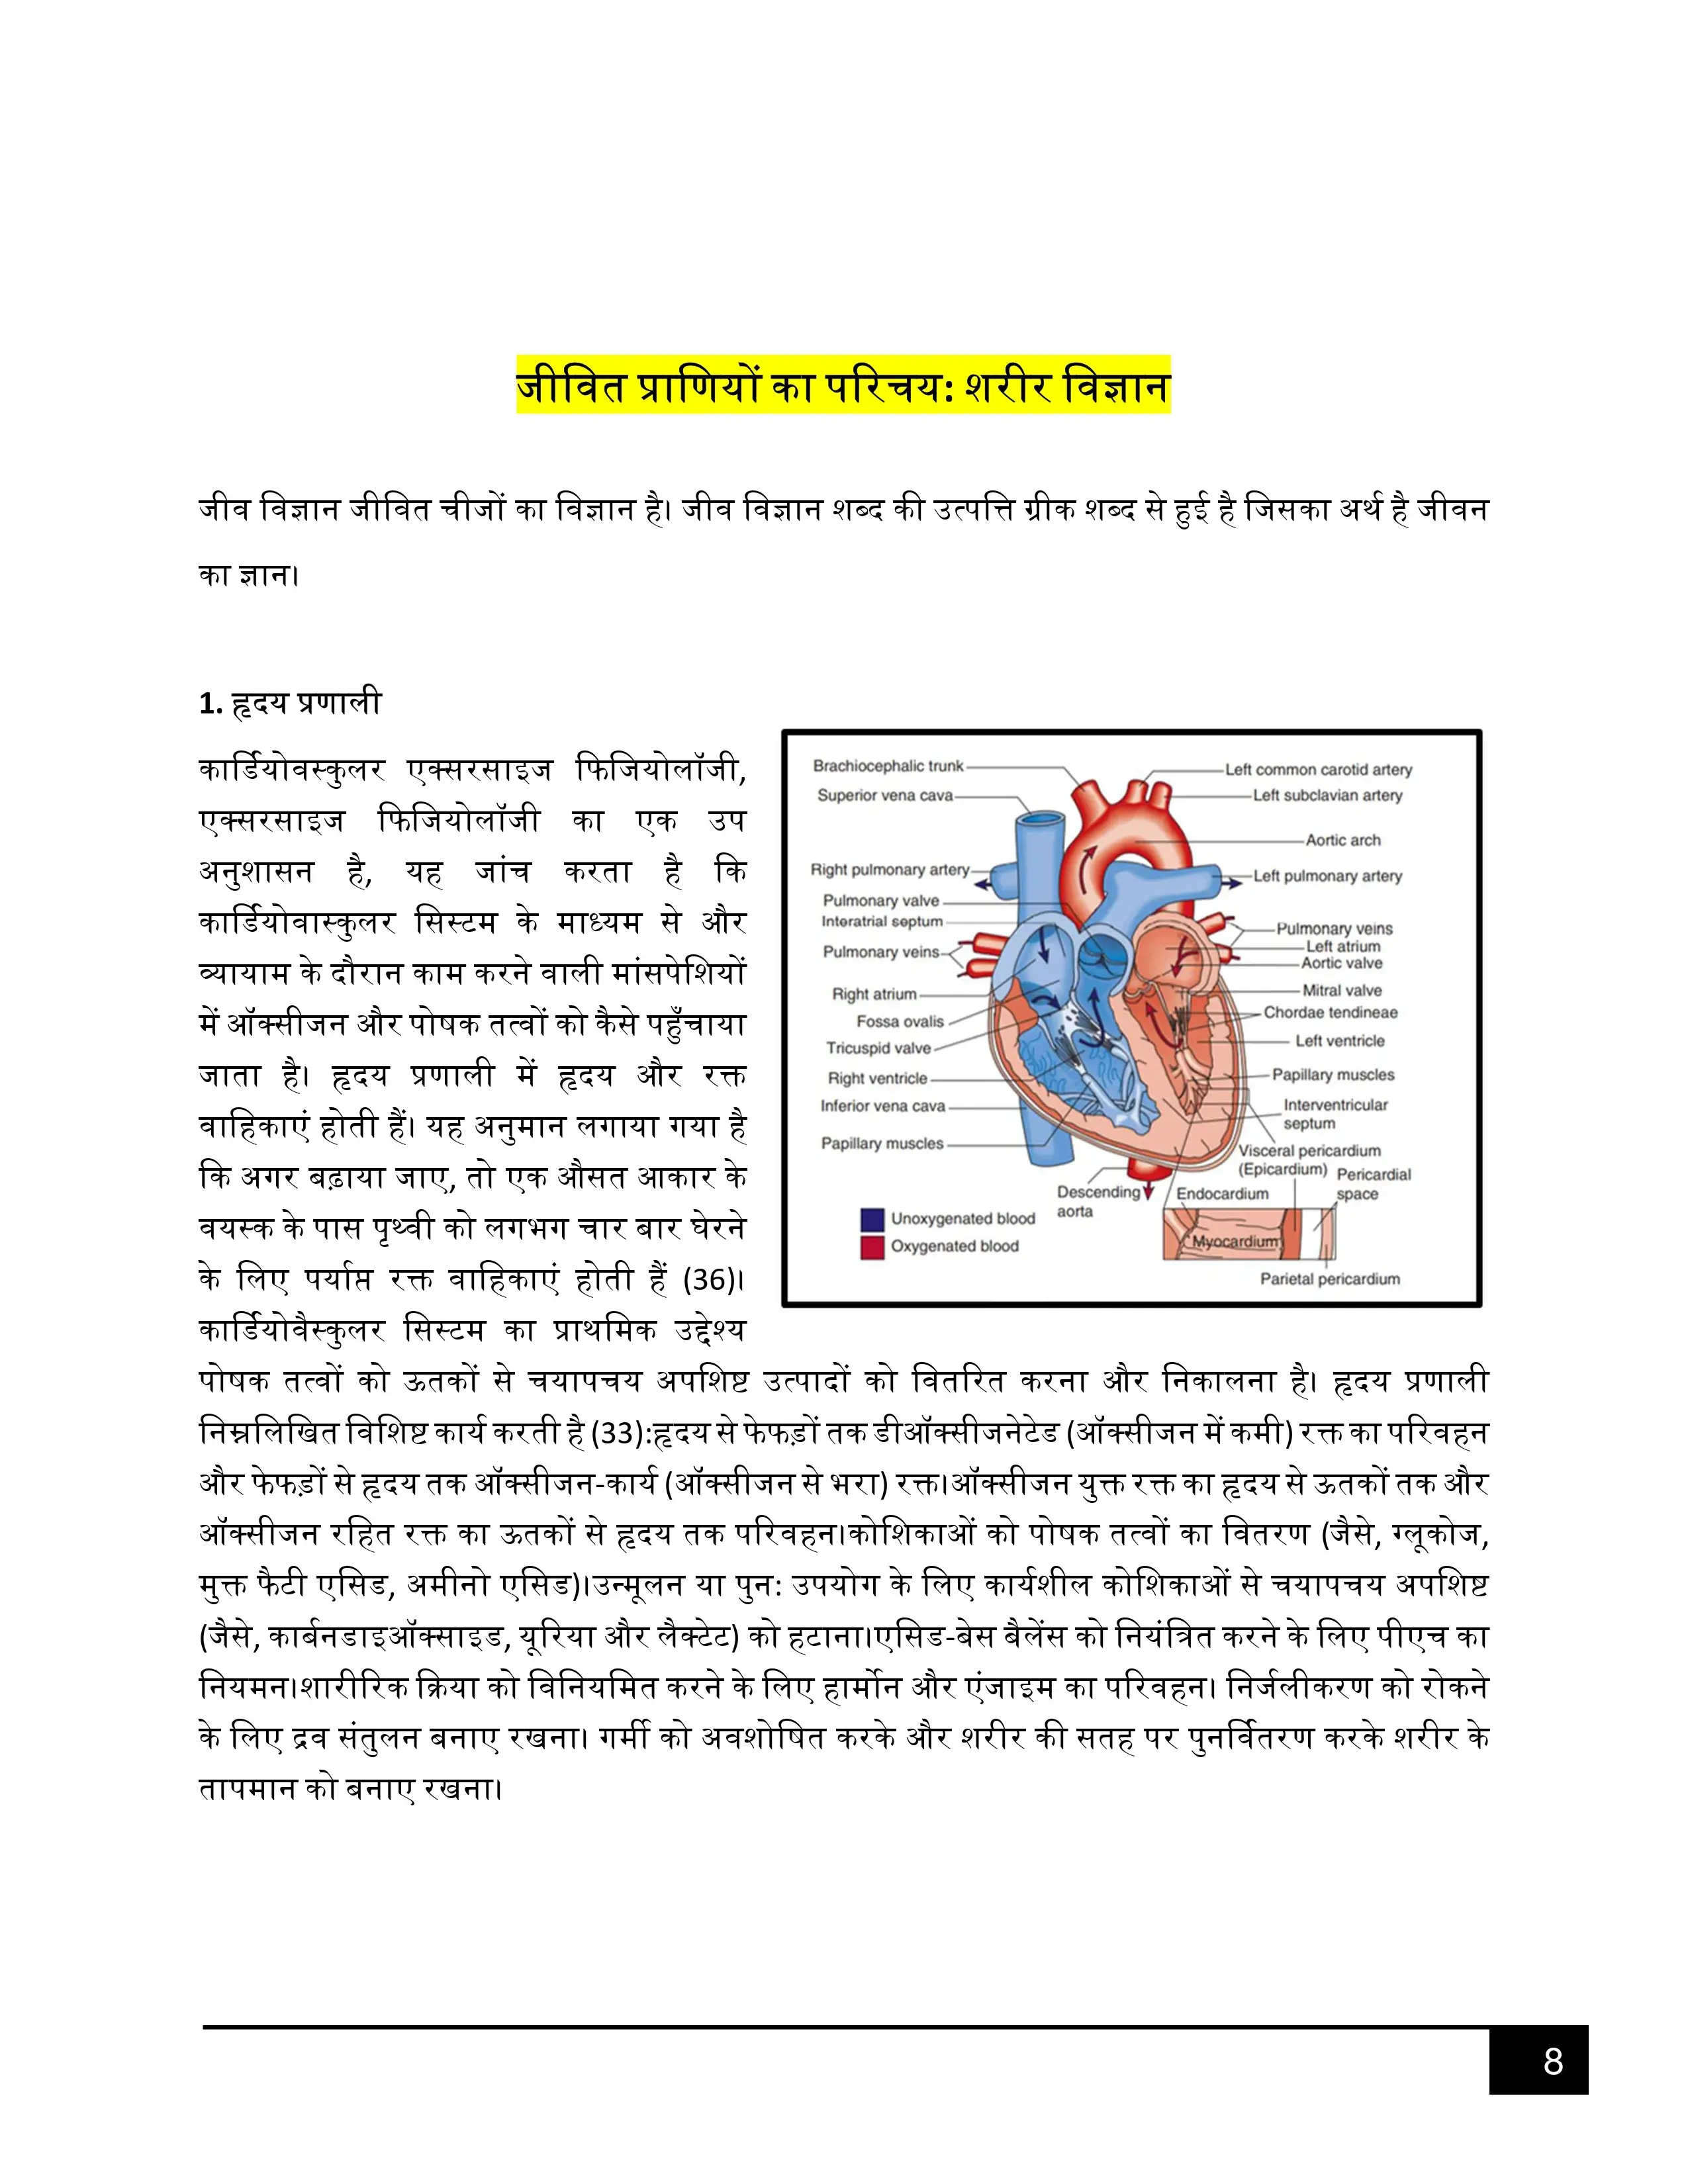 जीवित प्राणियों का परिचय: शरीर विज्ञान
जीव विज्ञान जीवित चीजों का विज्ञान है। जीव विज्ञान शब्द की उत्पत्ति ग्रीक शब्द से हुई है जिसका अर्थ है जीवन
का ज्ञान।
1. हृदय प्रणाली
कार्डियोवस्कुलर एक्सरसाइज फिजियोलॉजी,
एक्सरसाइज फिजियोलॉजी का एक उप
अनुशासन है, यह जांच करता है कि
कार्डियोवास्कुलर सिस्टम के माध्यम से और
व्यायाम के दौरान काम करने वाली मांसपेशियों
में ऑक्सीजन और पोषक तत्वों को कैसे पहुँचाया
जाता है। हृदय प्रणाली में हृदय और रक्त
वाहिकाएं होती हैं। यह अनुमान लगाया गया है
कि अगर बढ़ाया जाए, तो एक औसत आकार के
वयस्क के पास पृथ्वी को लगभग चार बार घेरने
के लिए पर्याप्त रक्त वाहिकाएं होती हैं (36)।
कार्डियोवैस्कुलर सिस्टम का प्राथमिक उद्देश्य
पोषक तत्वों को ऊतकों से चयापचय अपशिष्ट उत्पादों को वितरित करना और निकालना है। हृदय प्रणाली
निम्नलिखित विशिष्ट कार्य करती है (33):हृदय से फेफड़ों तक डीऑक्सीजनेटेड (ऑक्सीजन में कमी) रक्त का परिवहन
और फेफड़ों से हृदय तक ऑक्सीजन-कार्य (ऑक्सीजन से भरा) रक्त।ऑक्सीजन युक्त रक्त का हृदय से ऊतकों तक और
ऑक्सीजन रहित रक्त का ऊतकों से हृदय तक परिवहन।कोशिकाओं को पोषक तत्वों का वितरण (जैसे, ग्लूकोज,
मुक्त फैटी एसिड, अमीनो एसिड)।उन्मूलन या पुन: उपयोग के लिए कार्यशील कोशिकाओं से चयापचय अपशिष्ट
(जैसे, कार्बनडाइऑक्साइड, यूरिया और लैक्टेट) को हटाना।एसिड-बेस बैलेंस को नियंत्रित करने के लिए पीएच का
नियमन।शारीरिक क्रिया को विनियमित करने के लिए हार्मोन और एंजाइम का परिवहन। निर्जलीकरण को रोकने
के लिए द्रव संतुलन बनाए रखना। गर्मी को अवशोषित करके और शरीर की सतह पर पुनर्वितरण करके शरीर के
तापमान को बनाए रखना।
Brachiocephalic trunk
Superior vena cava
Right pulmonary artery
Pulmonary valve
Interatrial septum
Pulmonary veins
Right atrium
Fossa ovalis
Tricuspid valve
Right ventricle
Inferior vena cava
Papillary muscles
Left common carotid artery
Left subclavian artery
Aortic arch
Left pulmonary artery
Pulmonary veins
Left atrium
Aortic valve
Mitral valve
Chordae tendineae
Left ventricle
Papillary muscles
Interventricular
septum
Visceral pericardium
(Epicardium)
Pericardial
space
Descending
aorta
Endocardium
Myocardium
Parietal pericardium
Unoxygenated blood
Oxygenated blood
8